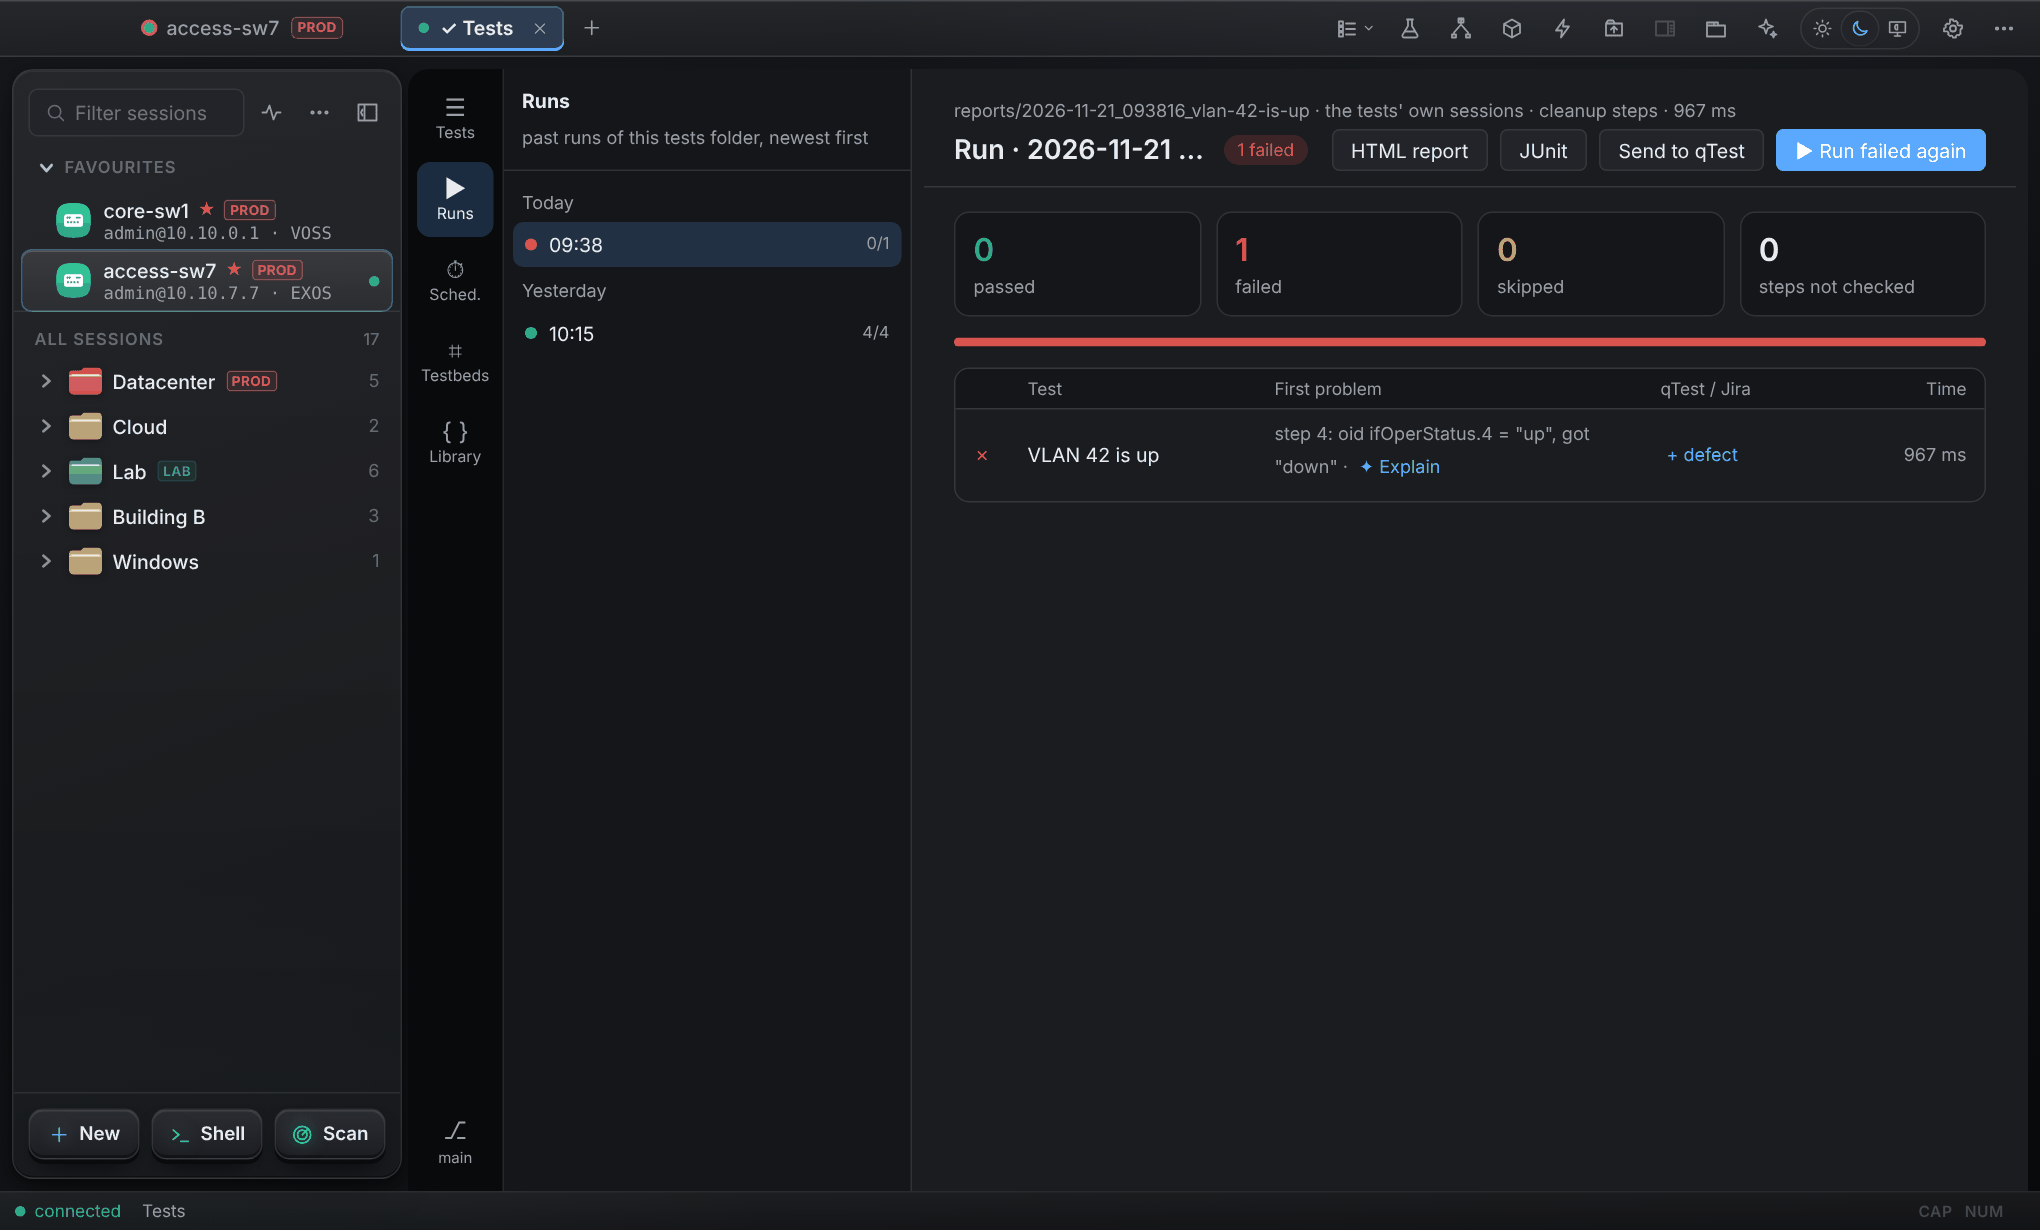 access-sw7 PROD
✓ Tests
Filter sessions
FAVOURITES
core-sw1 ★ PROD
admin@10.10.0.1 · VOSS
access-sw7 ★ PROD
admin@10.10.7.7 · EXOS
ALL SESSIONS 17
Datacenter PROD 5
Cloud 2
Lab LAB 6
Building B 3
Windows 1
+ New
>_ Shell
Scan
Tests
Runs
Sched.
Testbeds
{ } Library
main
Runs
past runs of this tests folder, newest first
Today
09:38 0/1
Yesterday
10:15 4/4
reports/2026-11-21_093816_vlan-42-is-up · the tests' own sessions · cleanup steps · 967 ms
Run · 2026-11-21 ... 1 failed HTML report JUnit Send to qTest ▶ Run failed again
0 passed
1 failed
0 skipped
0 steps not checked
Test First problem qTest / Jira Time
× VLAN 42 is up step 4: oid ifOperStatus.4 = "up", got
"down" · ✦ Explain + defect 967 ms
connected Tests
CAP NUM